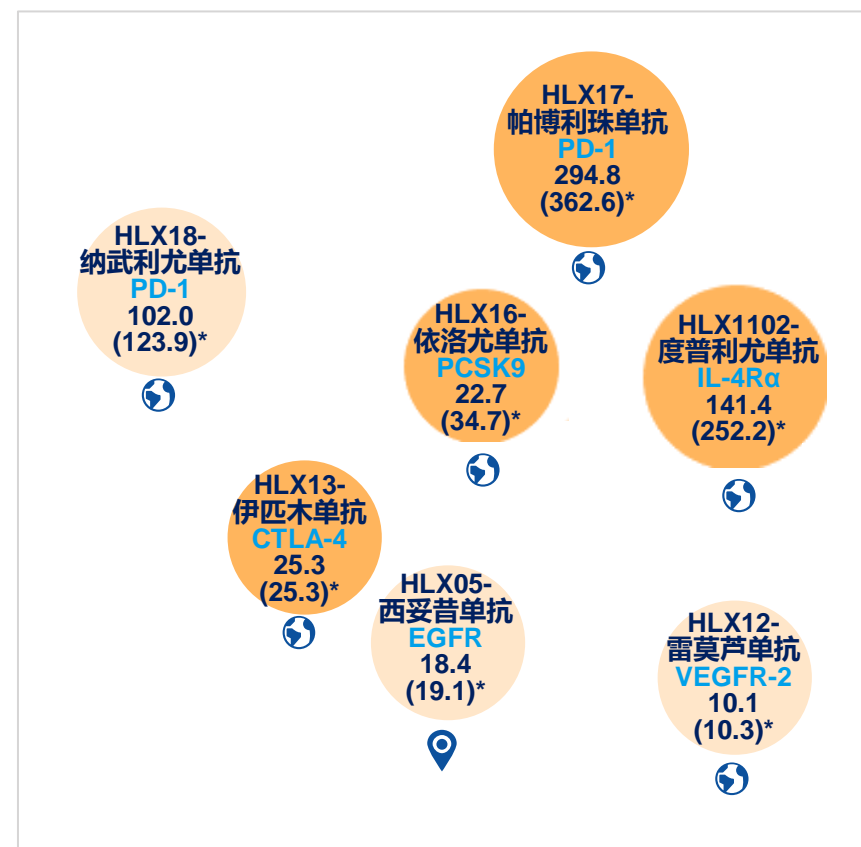 HLX17-
帕博利珠单抗
PD-1
294.8
(362.6)*
HLX18-
纳武利尤单抗
PD-1
102.0
(123.9)*
HLX16-
依洛尤单抗
PCSK9
22.7
(34.7)*
HLX1102-
度普利尤单抗
IL-4Rα
141.4
(252.2)*
HLX13-
伊匹木单抗
CTLA-4
25.3
(25.3)*
HLX05-
西妥昔单抗
EGFR
18.4
(19.1)*
HLX12-
雷莫芦单抗
VEGFR-2
10.1
(10.3)*